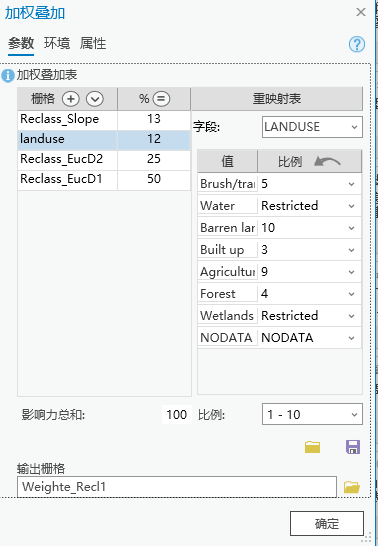 加权叠加
参数 环境 属性
加权叠加表
栅格 % 重映射表
Reclass_Slope 13
landuse 12
Reclass_EucD2 25
Reclass_EucD1 50
字段: LANDUSE
值 比例
Brush/tra 5
Water Restricted
Barren lar 10
Built up 3
Agricultur 9
Forest 4
Wetlands Restricted
NODATA NODATA
影响力总和: 100 比例: 1 - 10
输出栅格
Weighte_Recl1
确定